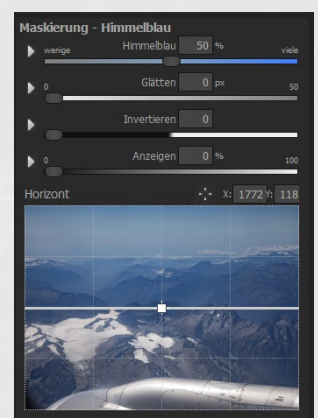 Maskierung - Himmelblau
Himmelblau 50 %
wenige viele
Glätten 0 px
0 50
Invertieren 0
Anzeigen 0 %
0 100
Horizont X: 1772 Y: 118